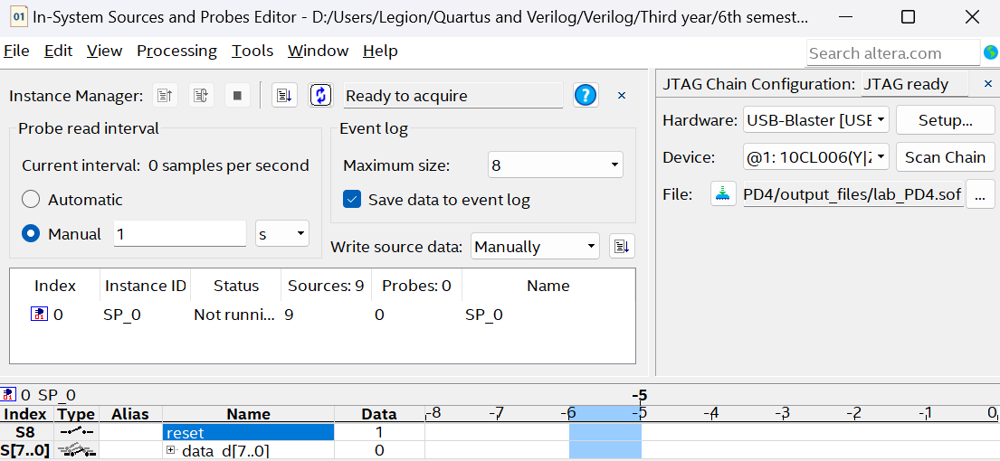 In-System Sources and Probes Editor - D:/Users/Legion/Quartus and Verilog/Verilog/Third year/6th semest...
File Edit View Processing Tools Window Help
Search altera.com
Instance Manager: Ready to acquire
JTAG Chain Configuration: JTAG ready
Probe read interval
Current interval: 0 samples per second
Automatic
Manual 1 s
Event log
Maximum size: 8
Save data to event log
Write source data: Manually
Hardware: USB-Blaster [USE Setup...
Device: @1: 10CL006(Y|Z Scan Chain
File: PD4/output_files/lab_PD4.sof ...
Index Instance ID Status Sources: 9 Probes: 0 Name
0 SP_0 Not runni... 9 0 SP_0
0 SP_0 -5
Index Type Alias Name Data -8 -7 -6 -5 -4 -3 -2 -1 0
S8 reset 1
S[7..0] data_d[7..0] 0